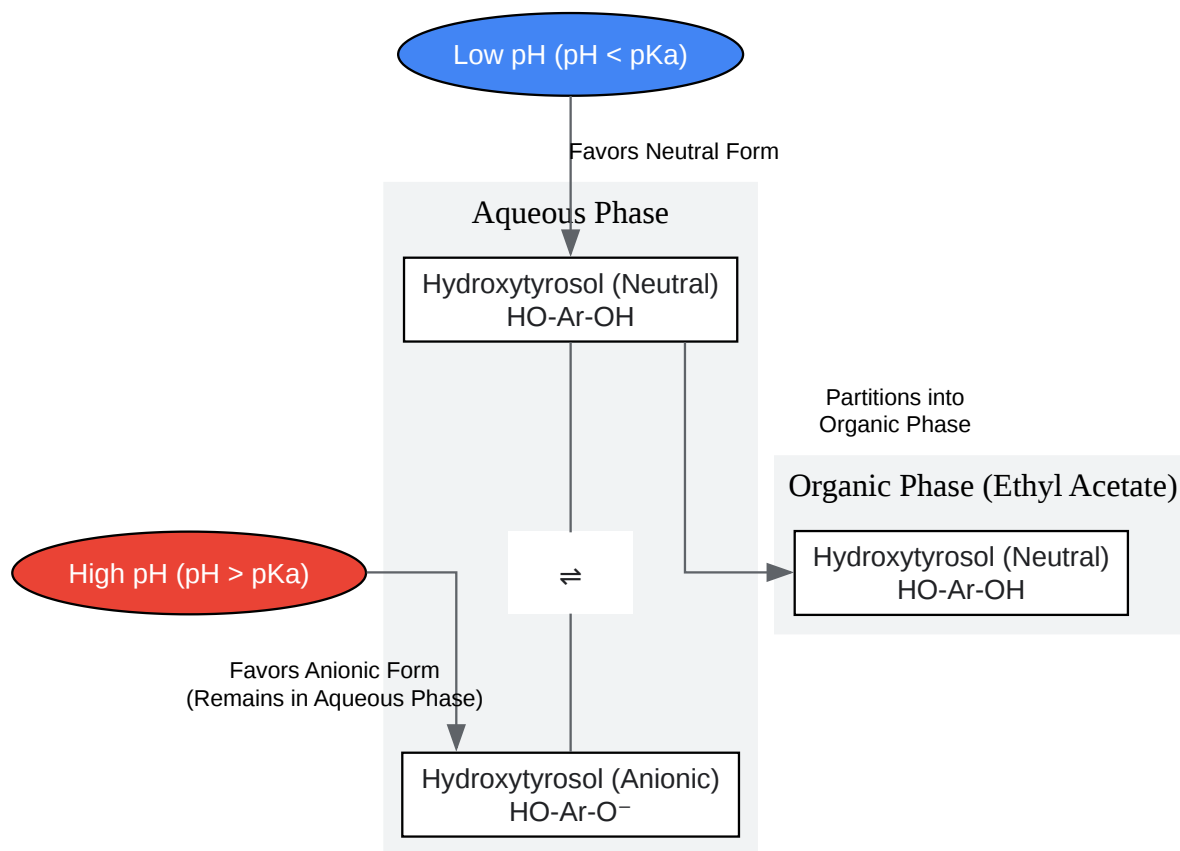 Low pH (pH < pKa)
Favors Neutral Form
Aqueous Phase
Hydroxytyrosol (Neutral)
HO-Ar-OH
Partitions into
Organic Phase
Organic Phase (Ethyl Acetate)
Hydroxytyrosol (Neutral)
HO-Ar-OH
High pH (pH > pKa)
⇌
Favors Anionic Form
(Remains in Aqueous Phase)
Hydroxytyrosol (Anionic)
HO-Ar-O⁻